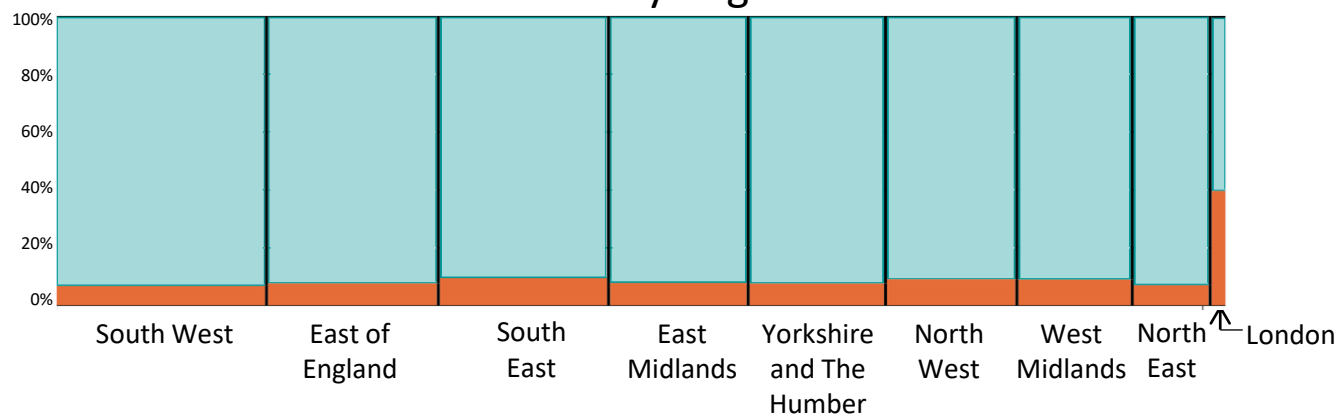 100%
80%
60%
40%
20%
0%
South West
East of
England
South
East
East
Midlands
Yorkshire
and The
Humber
North
West
West
Midlands
North
East
London